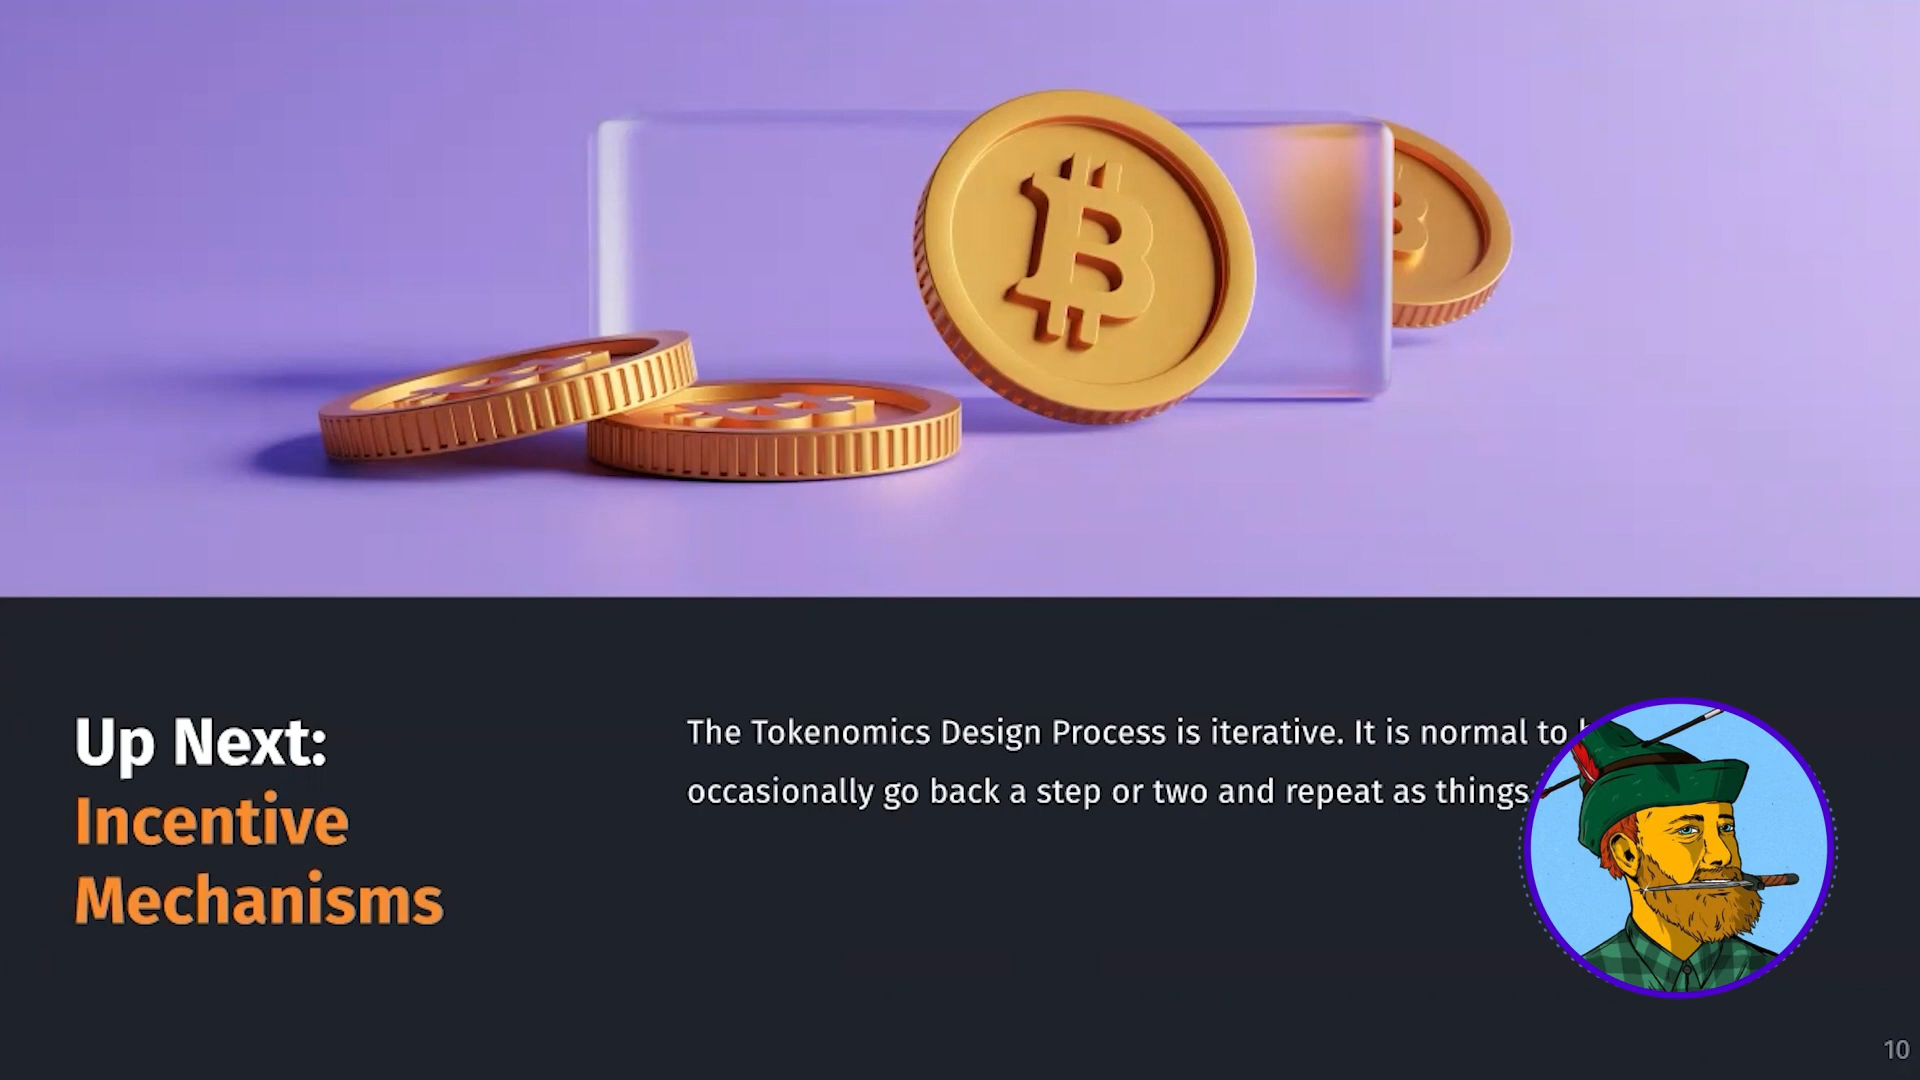 Up Next:
Incentive
Mechanisms
The Tokenomics Design Process is iterative. It is normal to
occasionally go back a step or two and repeat as things
10